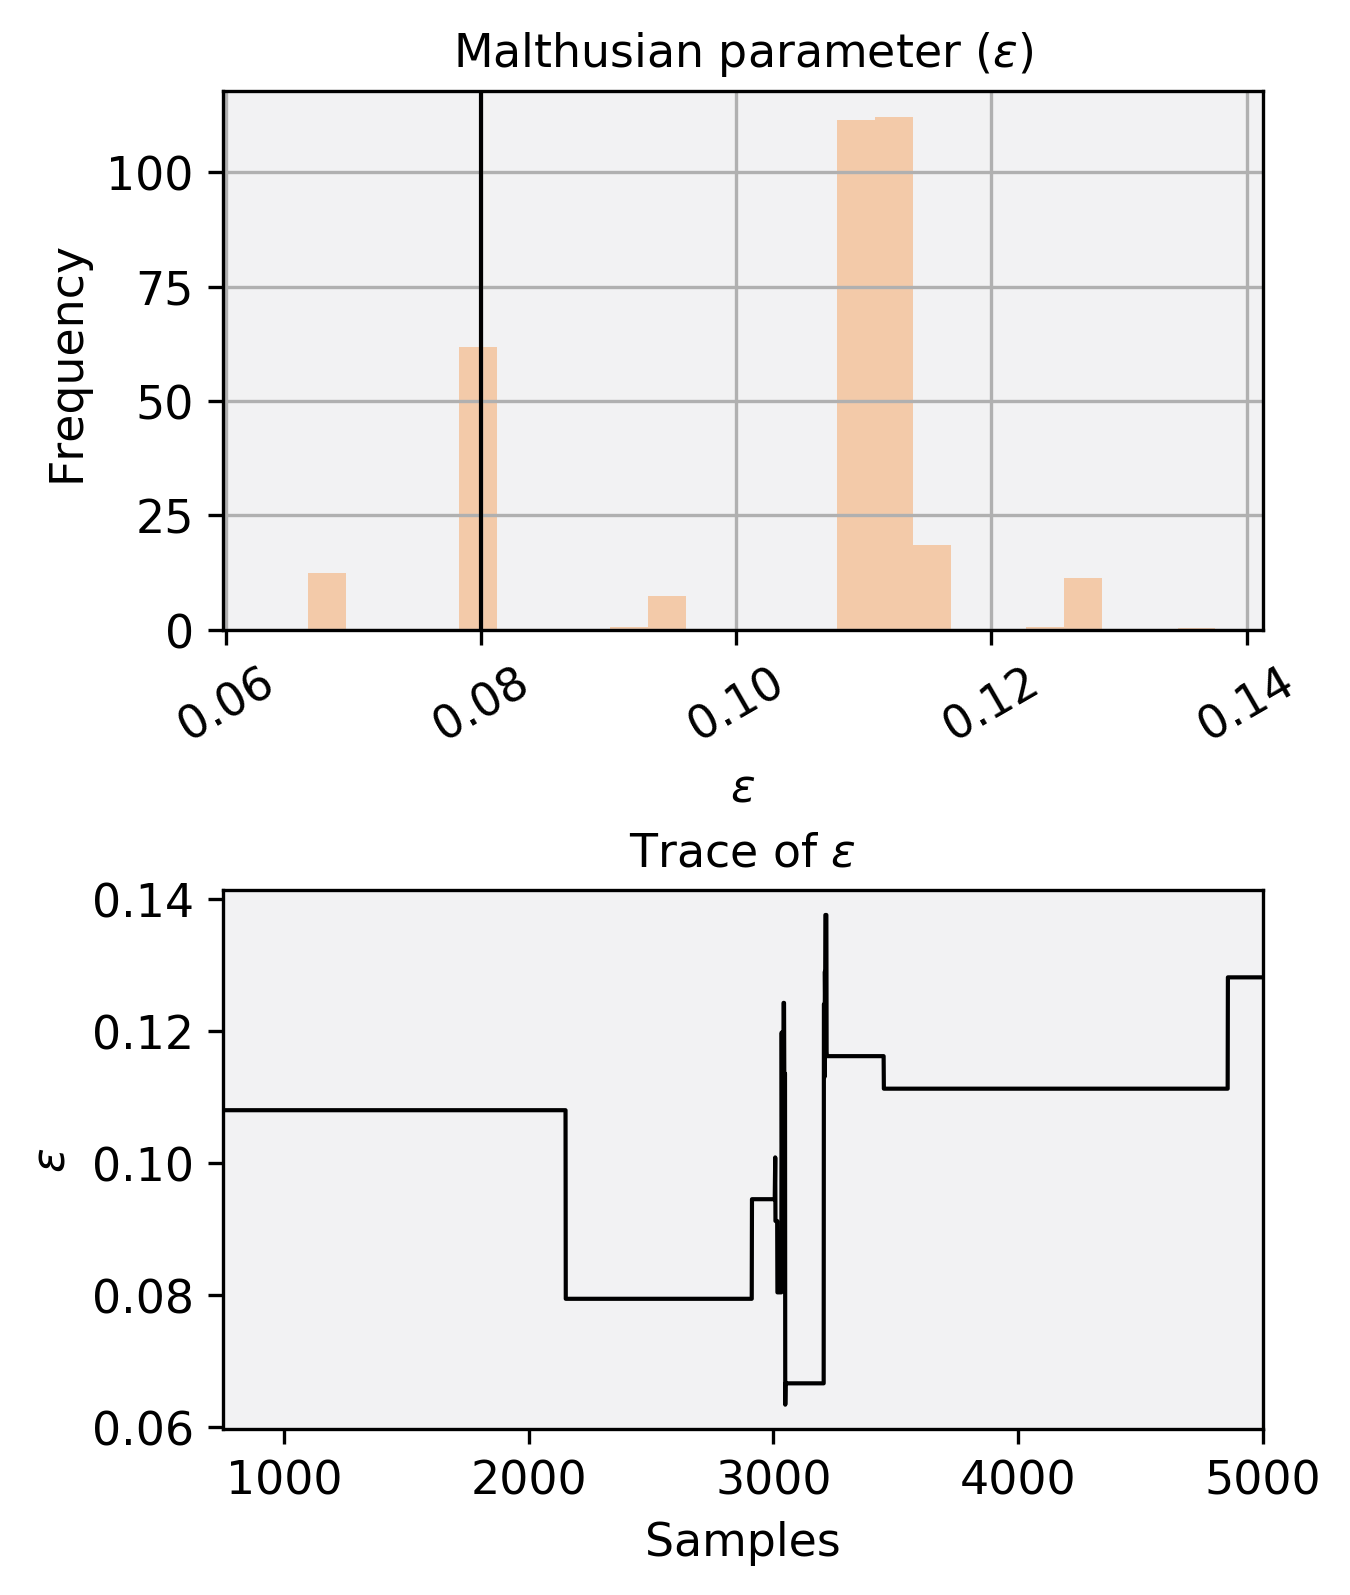 Malthusian parameter (ε)
Frequency
100
75
50
25
0
0.06 0.08 0.10 0.12 0.14
ε
Trace of ε
ε
0.14
0.12
0.10
0.08
0.06
1000 2000 3000 4000 5000
Samples